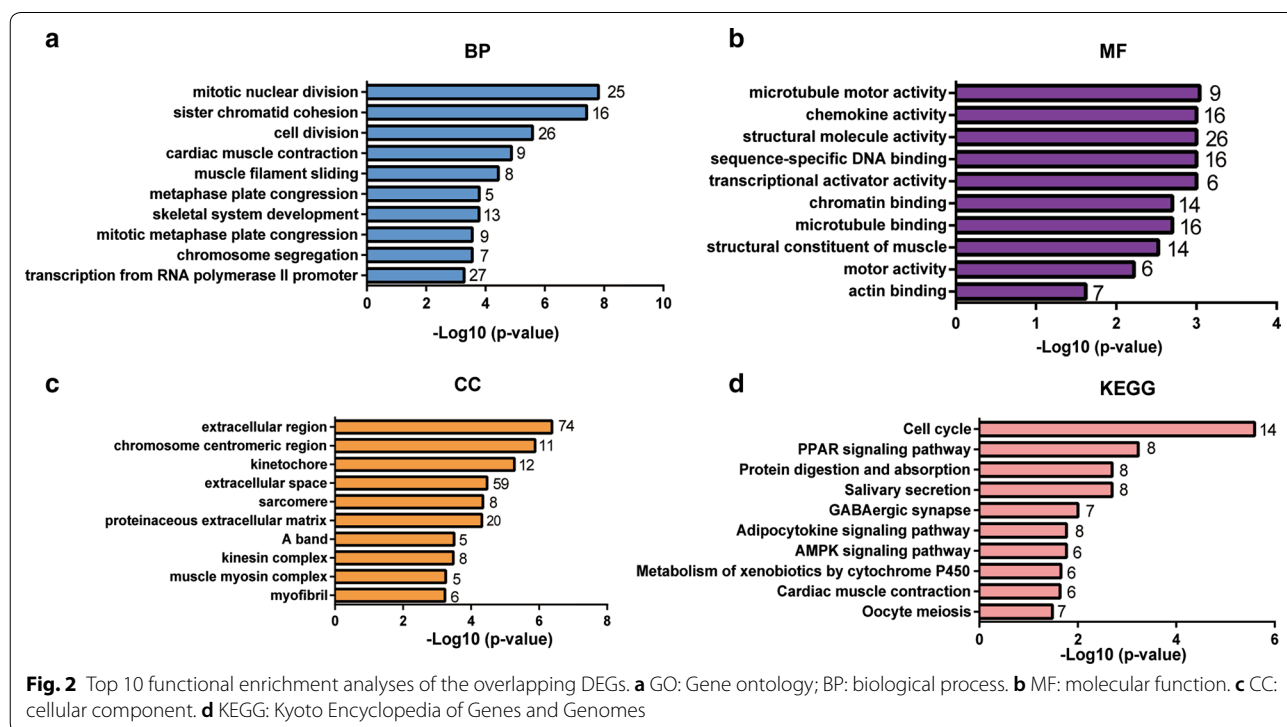 a
BP
mitotic nuclear division 25
sister chromatid cohesion 16
cell division 26
cardiac muscle contraction 9
muscle filament sliding 8
metaphase plate congression 5
skeletal system development 13
mitotic metaphase plate congression 9
chromosome segregation 7
transcription from RNA polymerase II promoter 27
0 2 4 6 8 10
-Log10 (p-value)
b
MF
microtubule motor activity 9
chemokine activity 16
structural molecule activity 26
sequence-specific DNA binding 16
transcriptional activator activity 6
chromatin binding 14
microtubule binding 16
structural constituent of muscle 14
motor activity 6
actin binding 7
0 1 2 3 4
-Log10 (p-value)
c
CC
extracellular region 74
chromosome centromeric region 11
kinetochore 12
extracellular space 59
sarcomere 8
proteinaceous extracellular matrix 20
A band 5
kinesin complex 8
muscle myosin complex 5
myofibril 6
0 2 4 6 8
-Log10 (p-value)
d
KEGG
Cell cycle 14
PPAR signaling pathway 8
Protein digestion and absorption 8
Salivary secretion 8
GABAergic synapse 7
Adipocytokine signaling pathway 8
AMPK signaling pathway 6
Metabolism of xenobiotics by cytochrome P450 6
Cardiac muscle contraction 6
Oocyte meiosis 7
0 2 4 6
-Log10 (p-value)
Fig. 2 Top 10 functional enrichment analyses of the overlapping DEGs. a GO: Gene ontology; BP: biological process. b MF: molecular function. c CC:
cellular component. d KEGG: Kyoto Encyclopedia of Genes and Genomes